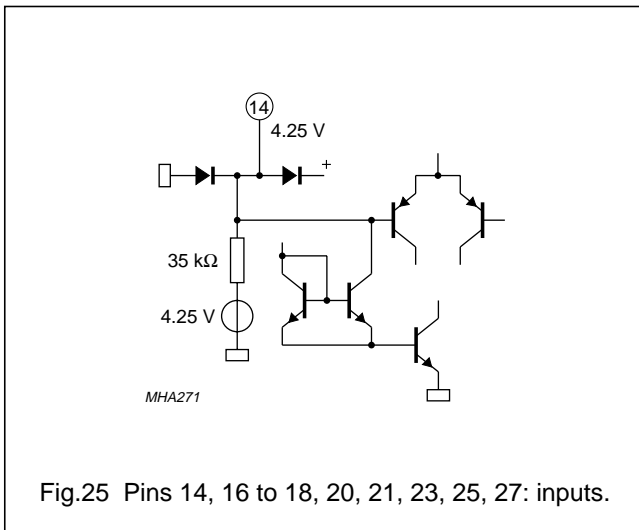 14
4.25 V
+
35 kΩ
4.25 V
MHA271
Fig.25 Pins 14, 16 to 18, 20, 21, 23, 25, 27: inputs.